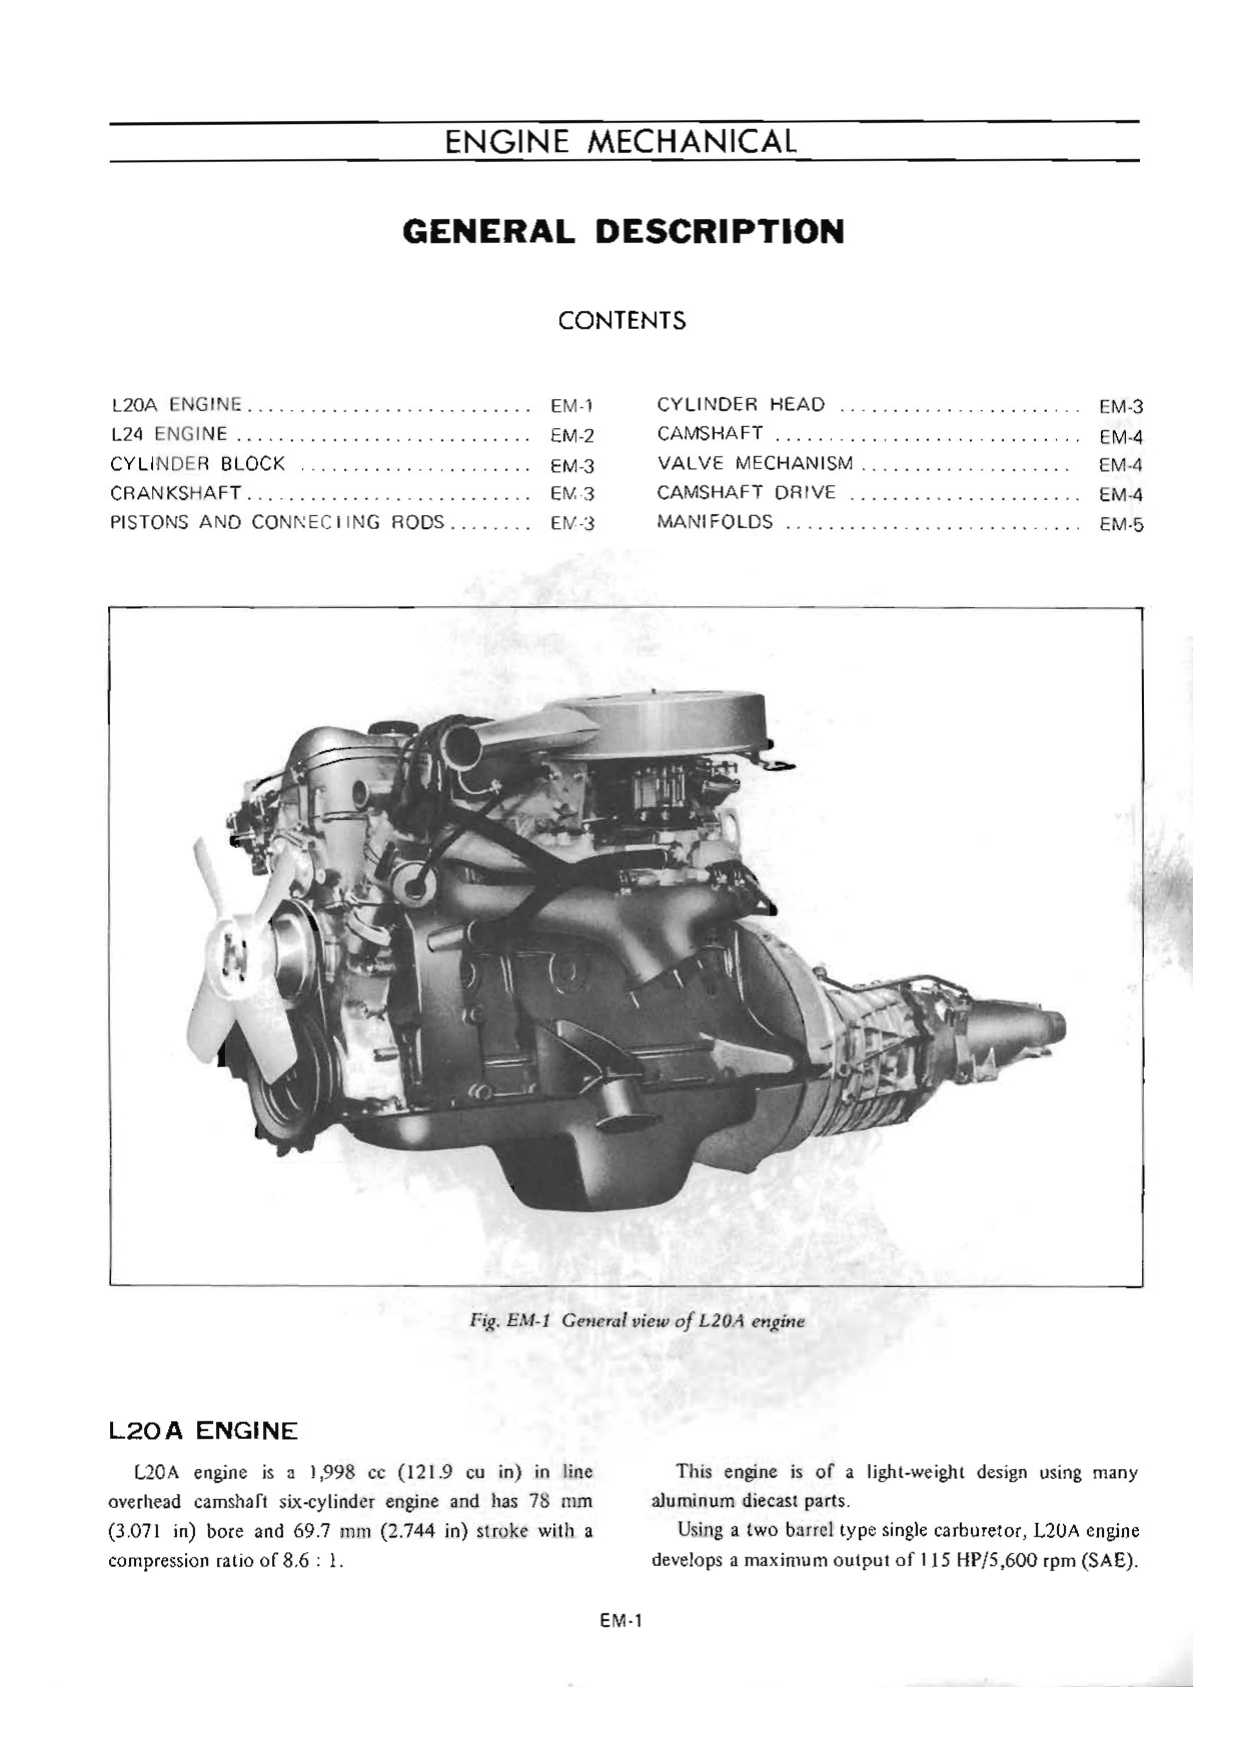 ENGINE MECHANICAL
GENERAL DESCRIPTION
CONTENTS
L20A ENGINE........................... EM-1
L24 ENGINE ............................ EM-2
CYLINDER BLOCK ...................... EM-3
CRANKSHAFT........................... EM-3
PISTONS AND CONNECTING RODS........ EM-3
CYLINDER HEAD ....................... EM-3
CAMSHAFT ............................. EM-4
VALVE MECHANISM .................... EM-4
CAMSHAFT DRIVE ...................... EM-4
MANIFOLDS ............................ EM-5
Fig. EM-1 General view of L20A engine
L20A ENGINE
L20A engine is a 1,998 cc (121.9 cu in) in line
overhead camshaft six-cylinder engine and has 78 mm
(3.071 in) bore and 69.7 mm (2.744 in) stroke with a
compression ratio of 8.6 : 1.
This engine is of a light-weight design using many
aluminum diecast parts.
Using a two barrel type single carburetor, L20A engine
develops a maximum output of 115 HP/5,600 rpm (SAE).
EM-1